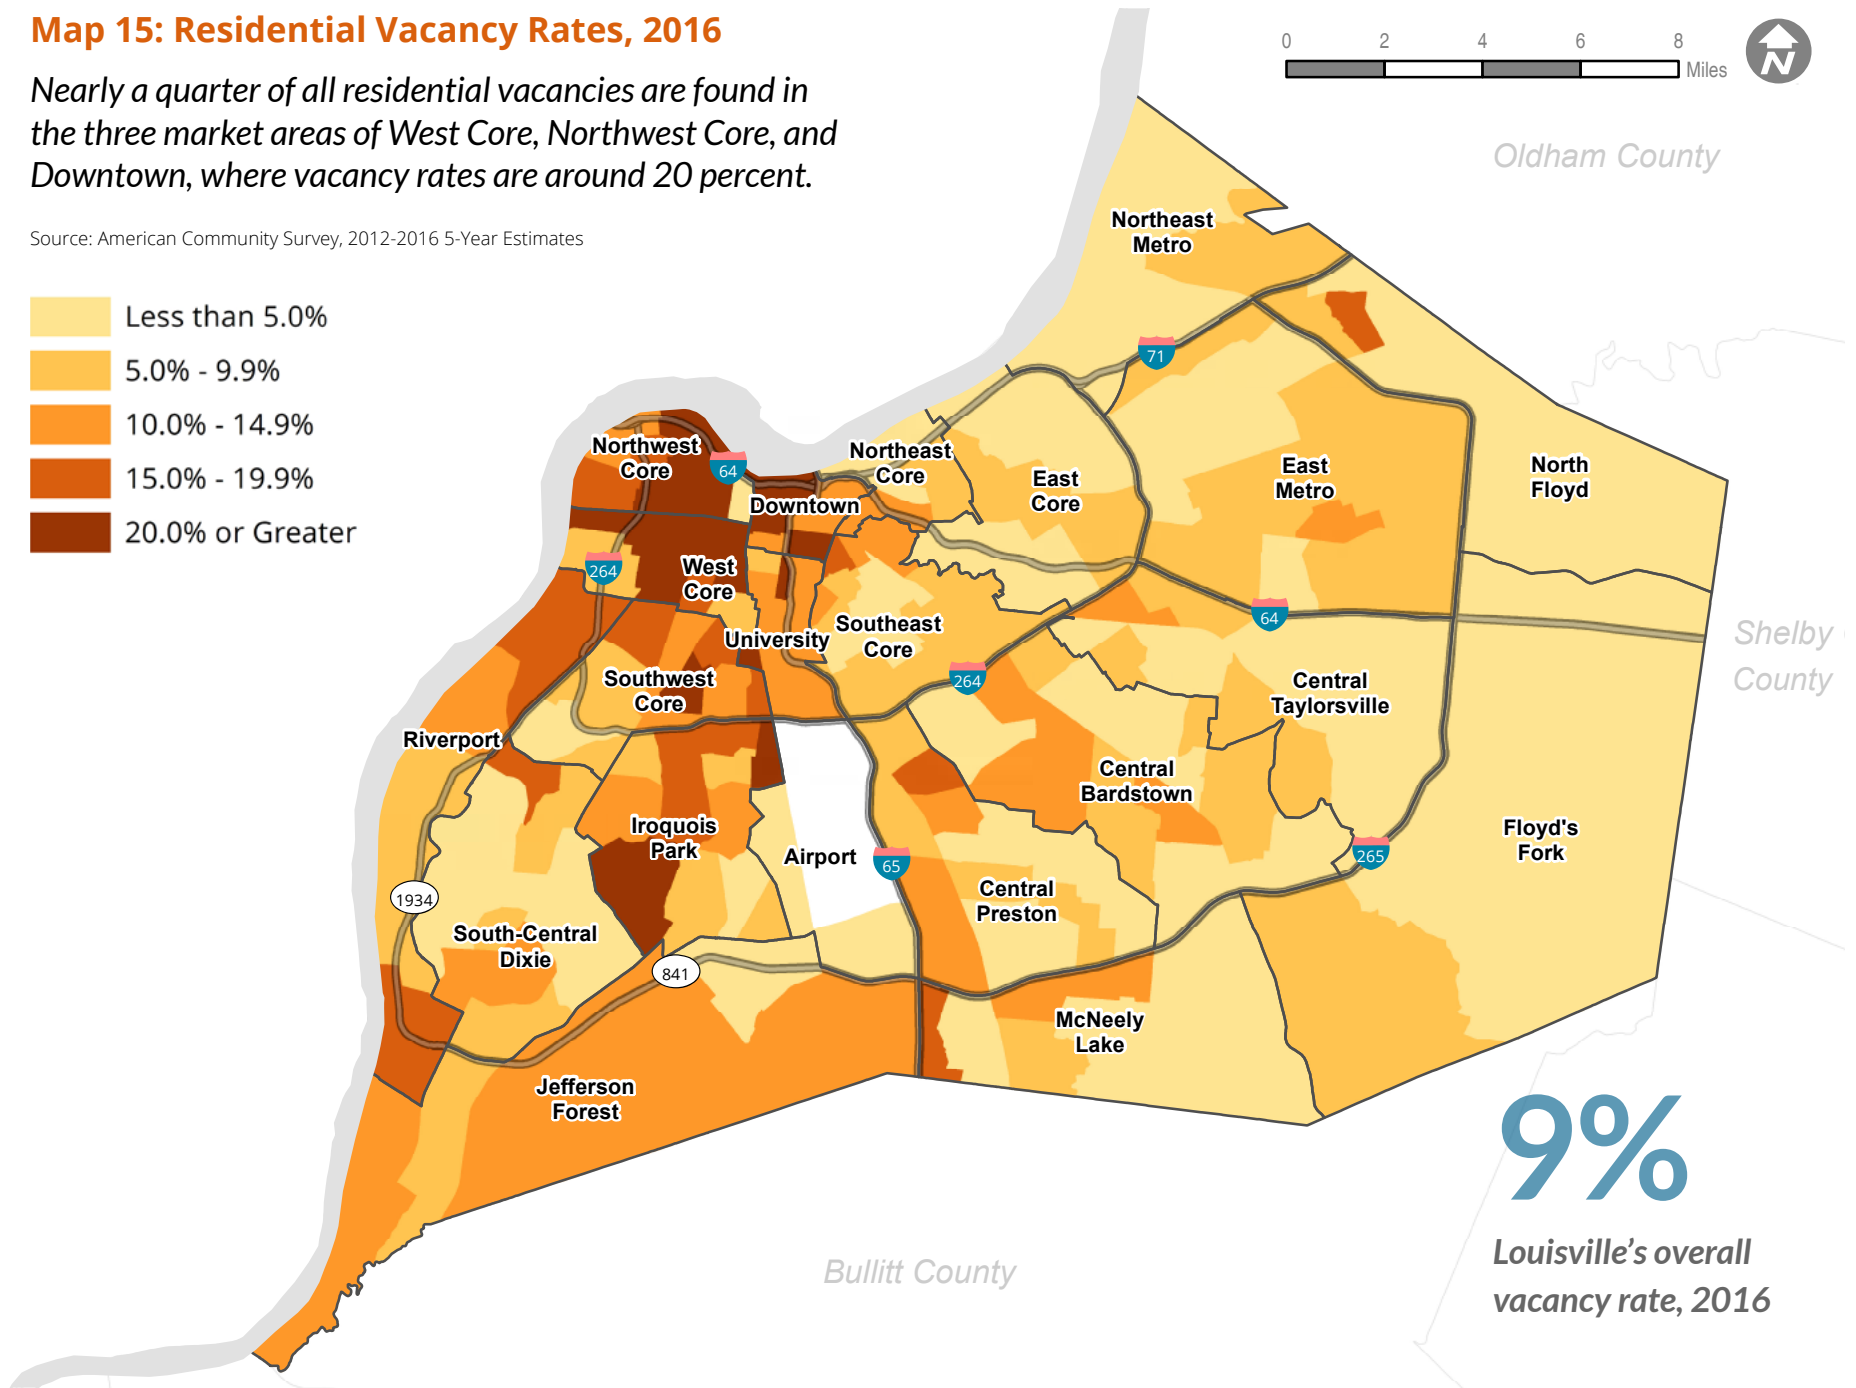 Map 15: Residential Vacancy Rates, 2016
Nearly a quarter of all residential vacancies are found in
the three market areas of West Core, Northwest Core, and
Downtown, where vacancy rates are around 20 percent.
Source: American Community Survey, 2012-2016 5-Year Estimates
Less than 5.0%
5.0% - 9.9%
10.0% - 14.9%
15.0% - 19.9%
20.0% or Greater
0 2 4 6 8
Miles
N
Oldham County
Northeast
Metro
71
Northwest
Core
64
Northeast
Core
Downtown
East
Core
East
Metro
North
Floyd
264
West
Core
University
Southeast
Core
64
Shelby
County
Southwest
Core
264
Central
Taylorsville
Riverport
Central
Bardstown
Iroquois
Park
Airport
65
265
Floyd's
Fork
1934
Central
Preston
South-Central
Dixie
841
McNeely
Lake
Jefferson
Forest
Bullitt County
9%
Louisville's overall
vacancy rate, 2016